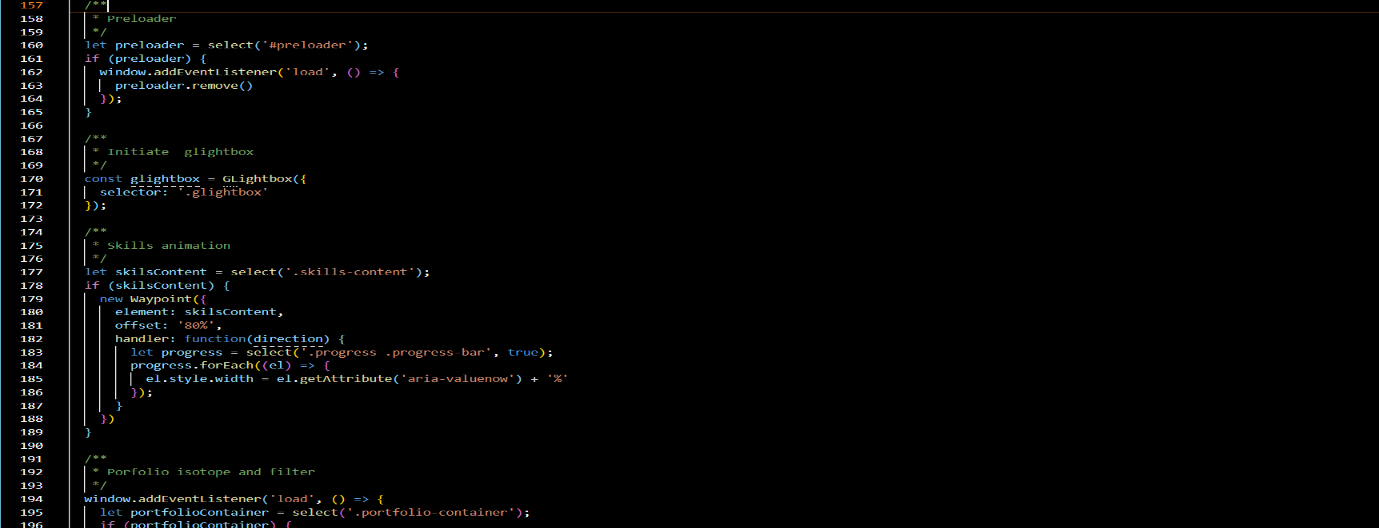 157 /**
158 * Preloader
159 */
160 let preloader = select('#preloader');
161 if (preloader) {
162 window.addEventListener('load', () => {
163 preloader.remove()
164 });
165 }
166
167 /**
168 * Initiate  glightbox
169 */
170 const glightbox = GLightbox({
171 selector: '.glightbox'
172 });
173
174 /**
175 * Skills animation
176 */
177 let skilsContent = select('.skills-content');
178 if (skilsContent) {
179 new Waypoint({
180 element: skilsContent,
181 offset: '80%',
182 handler: function(direction) {
183 let progress = select('.progress .progress-bar', true);
184 progress.forEach((el) => {
185 el.style.width = el.getAttribute('aria-valuenow') + '%'
186 });
187 }
188 })
189 }
190
191 /**
192 * Porfolio isotope and filter
193 */
194 window.addEventListener('load', () => {
195 let portfolioContainer = select('.portfolio-container');
196 if (portfolioContainer) {